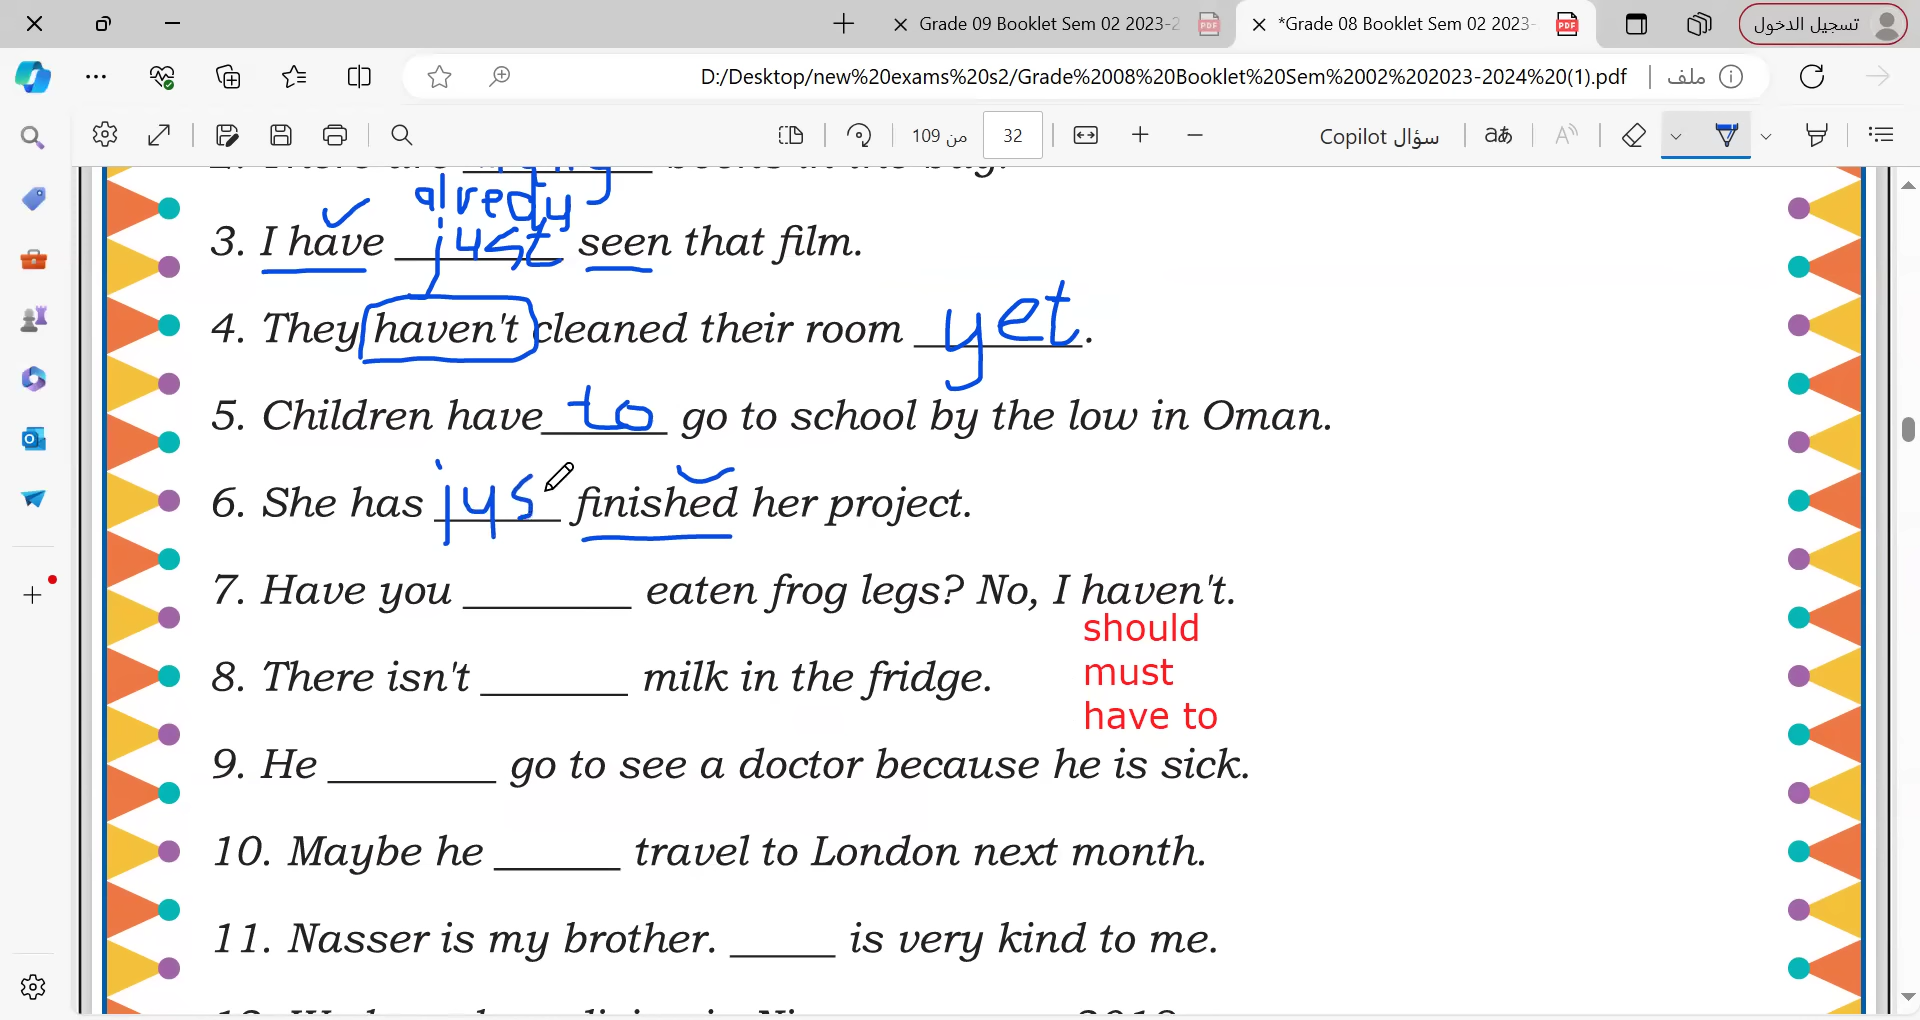 Grade 09 Booklet Sem 02 2023-2
*Grade 08 Booklet Sem 02 2023-
تسجيل الدخول
D:/Desktop/new%20exams%20s2/Grade%2008%20Booklet%20Sem%2002%202023-2024%20(1).pdf
ملف
من 109
32
سؤال Copilot
already
3. I have just seen that film.
4. They haven't cleaned their room yet.
5. Children have to go to school by the low in Oman.
6. She has jus finished her project.
7. Have you ________ eaten frog legs? No, I haven't.
should
8. There isn't _______ milk in the fridge.
must
have to
9. He ________ go to see a doctor because he is sick.
10. Maybe he ______ travel to London next month.
11. Nasser is my brother. _____ is very kind to me.